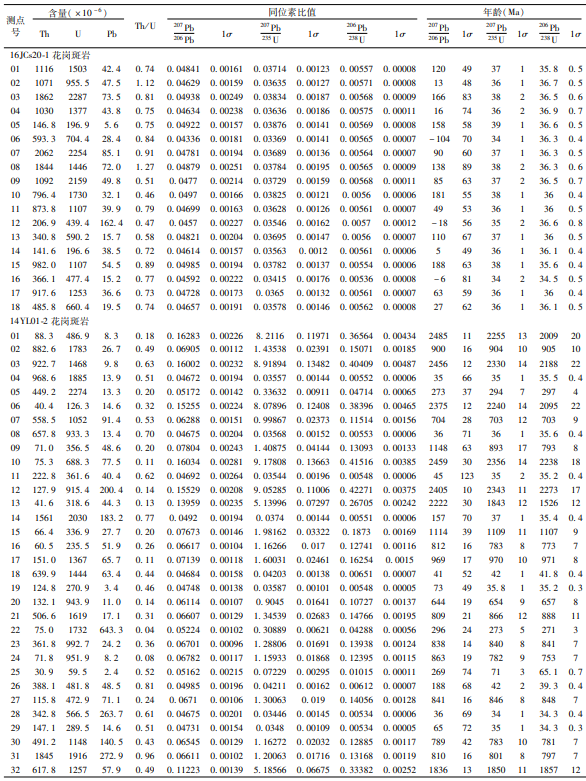 测点号 含量(×10⁻⁶) Th/U 同位素比值 年龄(Ma)
Th U Pb ²⁰⁷Pb/²⁰⁶Pb 1σ ²⁰⁷Pb/²³⁵U 1σ ²⁰⁶Pb/²³⁸U 1σ ²⁰⁷Pb/²⁰⁶Pb 1σ ²⁰⁷Pb/²³⁵U 1σ ²⁰⁶Pb/²³⁸U 1σ
16JCs20-1 花岗斑岩
01 1116 1503 42.4 0.74 0.04841 0.00161 0.03714 0.00123 0.00557 0.00008 120 49 37 1 35.8 0.5
02 1071 955.5 47.5 1.12 0.04629 0.00159 0.03635 0.00127 0.00571 0.00008 13 48 36 1 36.7 0.5
03 1862 2287 73.5 0.81 0.04938 0.00249 0.03834 0.00187 0.00568 0.00009 166 83 38 2 36.5 0.6
04 1030 1377 43.8 0.75 0.04634 0.00238 0.03636 0.00186 0.00575 0.00011 16 74 36 2 36.9 0.7
05 146.8 196.9 5.6 0.75 0.04922 0.00157 0.03876 0.00141 0.00569 0.00008 158 58 39 1 36.6 0.5
06 593.3 704.4 28.4 0.84 0.04336 0.00181 0.03369 0.00141 0.00565 0.00007 -104 70 34 1 36.3 0.4
07 2062 2254 85.1 0.91 0.04781 0.00194 0.03689 0.00136 0.00564 0.00007 90 60 37 1 36.3 0.5
08 1844 1446 72.0 1.27 0.04879 0.00251 0.03784 0.00195 0.00565 0.00009 138 89 38 2 36.3 0.6
09 1092 2159 49.8 0.51 0.0477 0.00214 0.03729 0.00159 0.00568 0.00011 85 63 37 2 36.5 0.7
10 796.4 1730 32.1 0.46 0.0497 0.00166 0.03825 0.00121 0.0056 0.00006 181 55 38 1 36 0.4
11 873.8 1107 39.9 0.79 0.04699 0.00163 0.03628 0.00126 0.00561 0.00007 49 53 36 1 36 0.5
12 206.9 439.4 162.4 0.47 0.0457 0.00227 0.03546 0.00162 0.0057 0.00012 -18 56 35 2 36.6 0.8
13 340.8 590.2 15.7 0.58 0.04821 0.00204 0.03695 0.00147 0.0056 0.00007 110 67 37 1 36 0.5
14 141.6 196.6 38.5 0.72 0.04614 0.00157 0.03563 0.0012 0.00561 0.00006 5 49 36 1 36.1 0.4
15 982.0 1107 54.5 0.89 0.04985 0.00194 0.03782 0.00137 0.00554 0.00006 188 63 38 1 35.6 0.4
16 366.1 477.4 15.2 0.77 0.04592 0.00222 0.03415 0.00176 0.00536 0.00008 -6 81 34 2 34.5 0.5
17 917.6 1253 36.6 0.73 0.04728 0.00173 0.0365 0.00132 0.00561 0.00007 63 59 36 1 36 0.4
18 485.8 660.4 19.5 0.74 0.04657 0.00191 0.03578 0.00146 0.00562 0.00008 27 62 36 1 36.1 0.5
14YL01-2 花岗斑岩
01 88.3 486.9 8.3 0.18 0.16283 0.00226 8.2116 0.11971 0.36564 0.00434 2485 11 2255 13 2009 20
02 882.6 1783 26.7 0.49 0.06905 0.00112 1.43538 0.02391 0.15071 0.00185 900 16 904 10 905 10
03 922.7 1468 9.8 0.63 0.16002 0.00232 8.91894 0.13482 0.40409 0.00487 2456 12 2330 14 2188 22
04 968.6 1885 13.9 0.51 0.04672 0.00194 0.03557 0.00144 0.00552 0.00006 35 66 35 1 35.5 0.4
05 449.2 2274 13.3 0.20 0.05172 0.00142 0.33632 0.00911 0.04714 0.00065 273 37 294 7 297 4
06 40.4 126.3 14.6 0.32 0.15255 0.00224 8.07896 0.12408 0.38396 0.00465 2375 12 2240 14 2095 22
07 558.5 1052 91.4 0.53 0.06288 0.00151 0.99867 0.02373 0.11514 0.00156 704 28 703 12 703 9
08 657.8 933.3 13.4 0.70 0.04675 0.00204 0.03568 0.00152 0.00553 0.00006 36 71 36 1 35.6 0.4
09 71.0 356.5 48.6 0.20 0.07804 0.00243 1.40875 0.04144 0.13093 0.00133 1148 63 893 17 793 8
10 75.3 688.3 77.5 0.11 0.16034 0.00281 9.17808 0.13663 0.41516 0.00385 2459 30 2356 14 2238 18
11 222.8 361.6 40.4 0.62 0.04692 0.00264 0.03546 0.00196 0.00548 0.00006 45 123 35 2 35.2 0.4
12 127.9 915.4 200.4 0.14 0.15529 0.00208 9.05285 0.11006 0.42271 0.00375 2405 10 2343 11 2273 17
13 41.6 318.6 44.3 0.13 0.13959 0.00235 5.13996 0.07297 0.26705 0.00242 2222 30 1843 12 1526 12
14 1561 2030 183.2 0.77 0.0492 0.00194 0.0374 0.00144 0.00551 0.00006 157 70 37 1 35.4 0.4
15 66.4 336.9 27.7 0.20 0.07673 0.00146 1.98162 0.03322 0.1873 0.00169 1114 39 1109 11 1107 9
16 60.5 235.5 51.9 0.26 0.06617 0.00104 1.16266 0.017 0.12741 0.00116 812 16 783 8 773 7
17 151.0 1367 65.7 0.11 0.07139 0.00118 1.60031 0.02461 0.16254 0.0015 969 17 970 10 971 8
18 639.9 1444 63.4 0.44 0.04684 0.00158 0.04203 0.00138 0.00651 0.00007 41 52 42 1 41.8 0.4
19 124.8 270.9 3.4 0.46 0.04748 0.00138 0.03587 0.00101 0.00548 0.00005 73 49 35.8 1 35.2 0.3
20 132.1 943.9 11.0 0.14 0.06114 0.00107 0.9045 0.01641 0.10727 0.00137 644 19 654 9 657 8
21 506.6 1619 17.1 0.31 0.06607 0.00129 1.34539 0.02683 0.14766 0.00195 809 21 866 12 888 11
22 75.0 1732 643.3 0.04 0.05224 0.00102 0.30889 0.00621 0.04288 0.00056 296 24 273 5 271 3
23 361.8 992.7 24.2 0.36 0.06701 0.00096 1.28806 0.01691 0.13938 0.00124 838 14 840 8 841 7
24 71.8 951.9 8.2 0.08 0.06782 0.00117 1.15933 0.01868 0.12395 0.00115 863 19 782 9 753 7
25 30.9 59.5 2.4 0.52 0.05162 0.00215 0.07229 0.00295 0.01015 0.00011 269 74 71 3 65.1 0.7
26 388.1 481.8 48.5 0.81 0.04985 0.00196 0.04211 0.00162 0.00612 0.00007 188 68 42 2 39.3 0.4
27 115.8 472.9 71.1 0.24 0.0671 0.00106 1.30063 0.019 0.14056 0.00128 841 16 846 8 848 7
28 342.8 566.5 263.7 0.61 0.04675 0.00201 0.03446 0.00145 0.00534 0.00006 36 69 34 1 34.3 0.4
29 147.1 289.5 14.6 0.51 0.04731 0.00154 0.0348 0.00109 0.00534 0.00005 65 72 35 1 34.3 0.3
30 491.2 1148 140.5 0.43 0.06545 0.00129 1.16272 0.02032 0.12885 0.00117 789 42 783 10 781 7
31 1845 1916 272.9 0.96 0.06611 0.00102 1.20063 0.01716 0.13168 0.00119 810 16 801 8 797 7
32 617.8 1257 57.9 0.49 0.11223 0.00139 5.18566 0.06675 0.33382 0.00252 1836 13 1850 11 1857 12